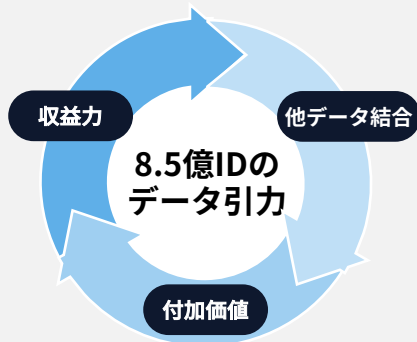 収益力
他データ結合
8.5億IDの
データ引力
付加価値